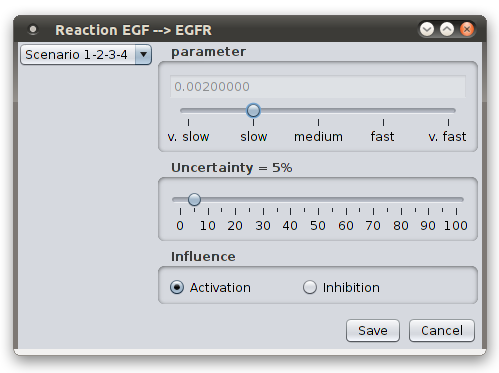 Reaction EGF --> EGFR
Scenario 1-2-3-4
parameter
0.00200000
v. slow slow medium fast v. fast
Uncertainty = 5%
0 10 20 30 40 50 60 70 80 90 100
Influence
Activation Inhibition
Save Cancel